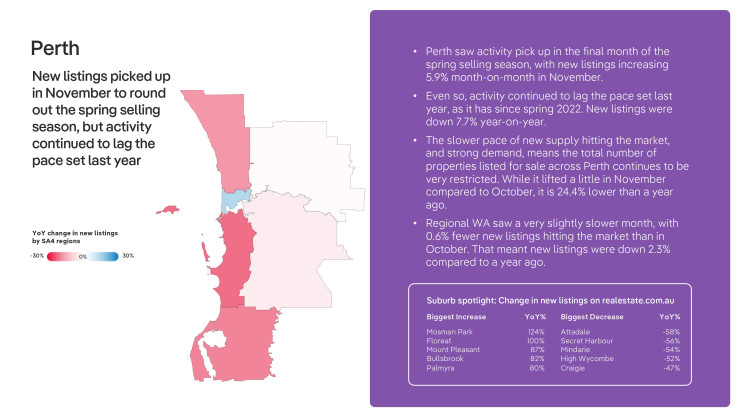 Perth
New listings picked up
in November to round
out the spring selling
season, but activity
continued to lag the
pace set last year
YoY change in new listings
by SA4 regions
-30% 0% 30%
• Perth saw activity pick up in the final month of the
spring selling season, with new listings increasing
5.9% month-on-month in November.
• Even so, activity continued to lag the pace set last
year, as it has since spring 2022. New listings were
down 7.7% year-on-year.
• The slower pace of new supply hitting the market,
and strong demand, means the total number of
properties listed for sale across Perth continues to be
very restricted. While it lifted a little in November
compared to October, it is 24.4% lower than a year
ago.
• Regional WA saw a very slightly slower month, with
0.6% fewer new listings hitting the market than in
October. That meant new listings were down 2.3%
compared to a year ago.
Suburb spotlight: Change in new listings on realestate.com.au
Biggest Increase YoY% Biggest Decrease YoY%
Mosman Park 124% Attadale -58%
Floreat 100% Secret Harbour -56%
Mount Pleasant 87% Mindarie -54%
Bullsbrook 82% High Wycombe -52%
Palmyra 80% Craigie -47%